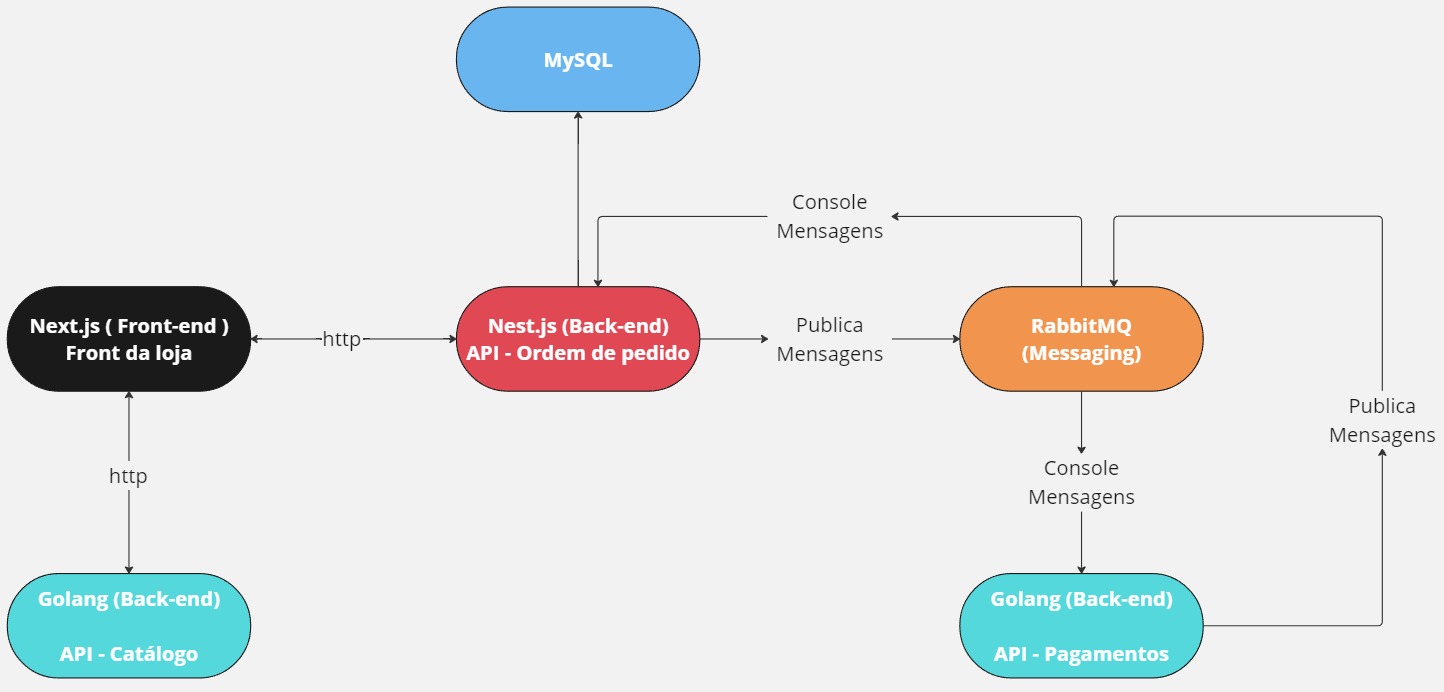 MySQL
Console
Mensagens
Next.js ( Front-end )
Front da loja
http
Nest.js (Back-end)
API - Ordem de pedido
Publica
Mensagens
RabbitMQ
(Messaging)
Publica
Mensagens
http
Console
Mensagens
Golang (Back-end)
API - Catálogo
Golang (Back-end)
API - Pagamentos